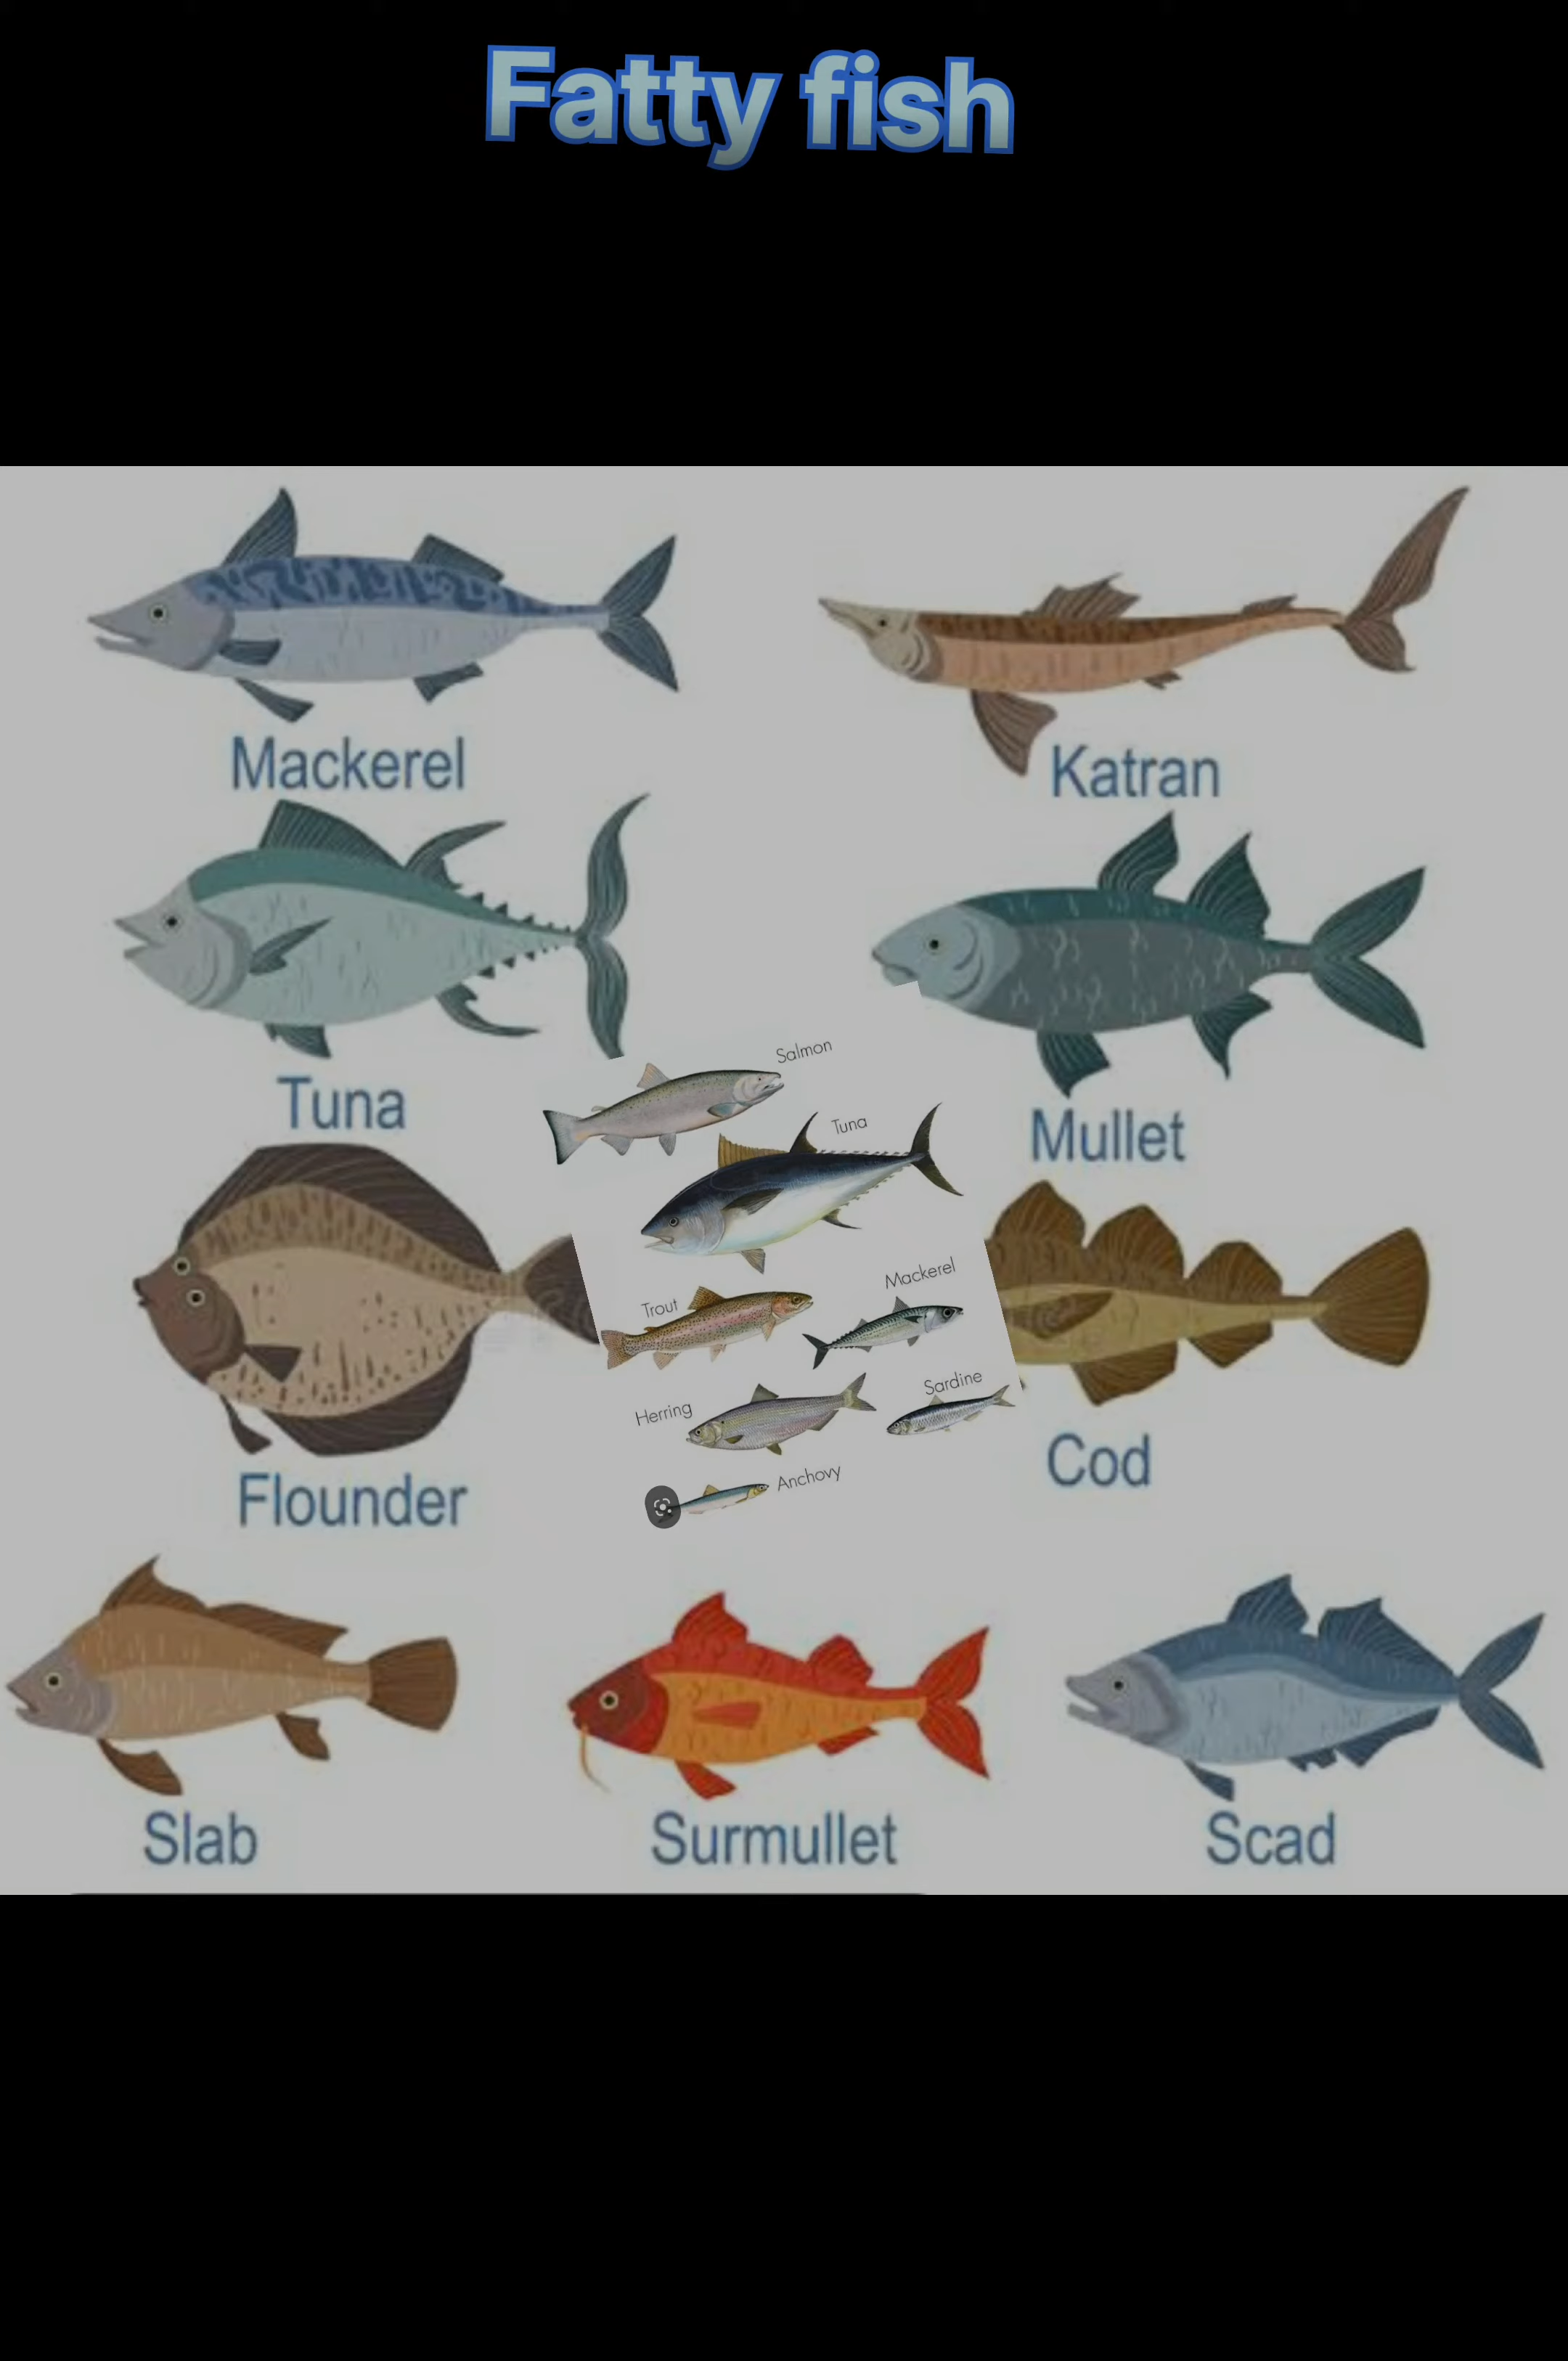 Fatty fish
Mackerel
Katran
Tuna
Mullet
Salmon
Tuna
Trout
Mackerel
Herring
Sardine
Anchovy
Flounder
Cod
Slab
Surmullet
Scad